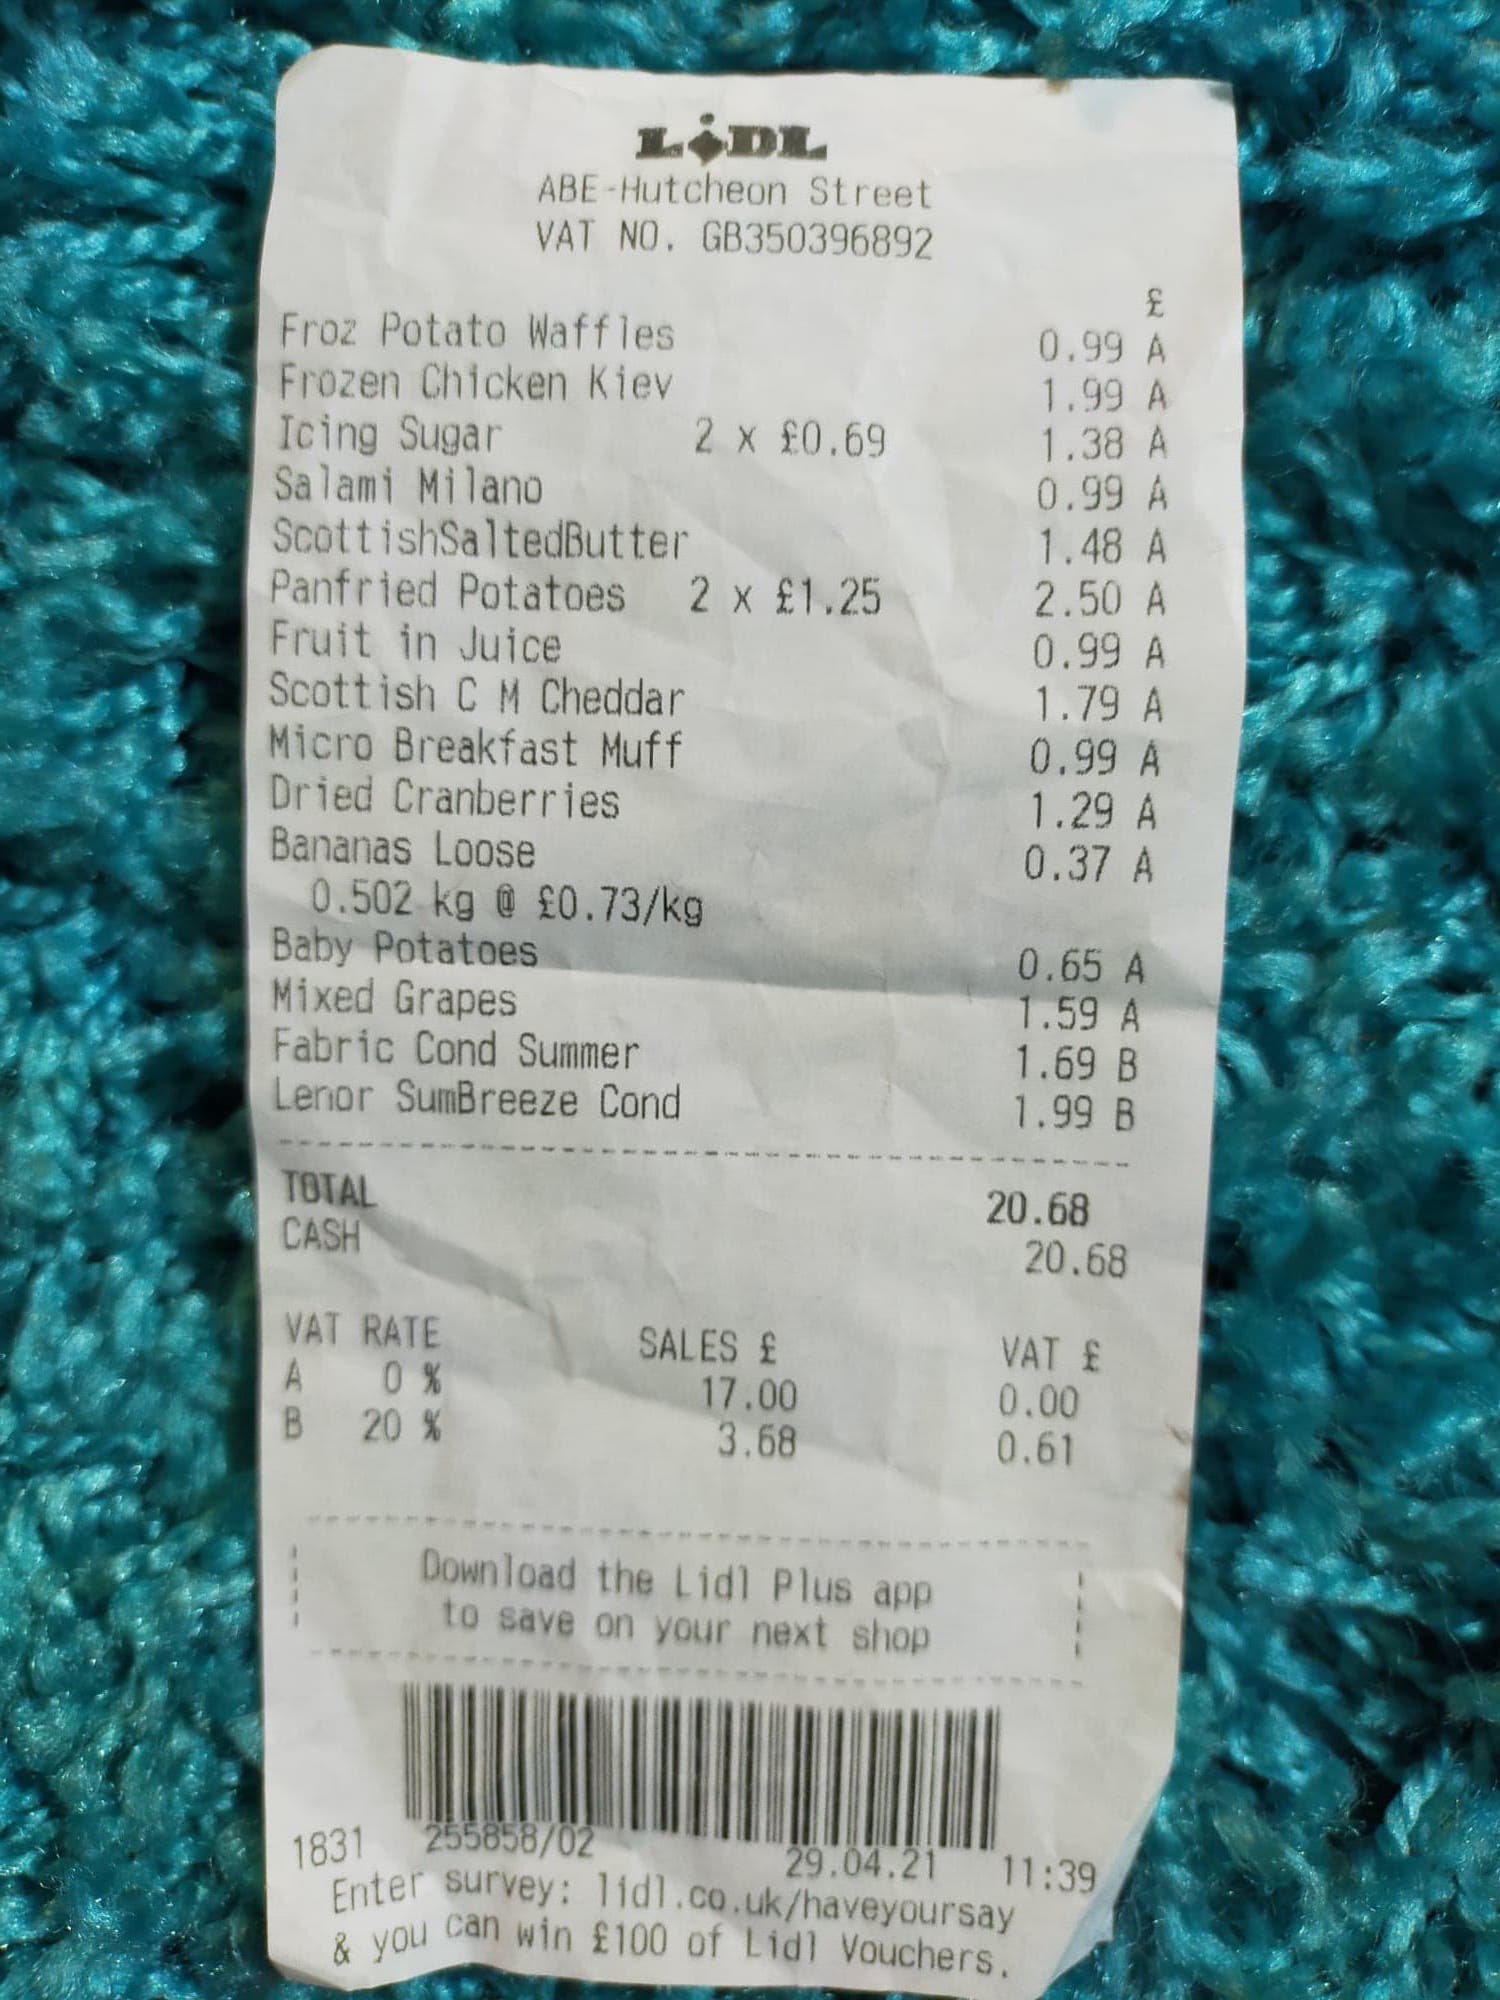 LiDL
ABE-Hutcheon Street
VAT NO. GB350396892
£
Froz Potato Waffles 0.99 A
Frozen Chicken Kiev 1.99 A
Icing Sugar 2 x £0.69 1.38 A
Salami Milano 0.99 A
ScottishSaltedButter 1.48 A
Panfried Potatoes 2 x £1.25 2.50 A
Fruit in Juice 0.99 A
Scottish C M Cheddar 1.79 A
Micro Breakfast Muff 0.99 A
Dried Cranberries 1.29 A
Bananas Loose 0.37 A
0.502 kg @ £0.73/kg
Baby Potatoes 0.65 A
Mixed Grapes 1.59 A
Fabric Cond Summer 1.69 B
Lenor SumBreeze Cond 1.99 B
TOTAL 20.68
CASH 20.68
VAT RATE SALES £ VAT £
A 0 % 17.00 0.00
B 20 % 3.68 0.61
Download the Lidl Plus app
to save on your next shop
1831 255858/02 29.04.21 11:39
Enter survey: lidl.co.uk/haveyoursay
& you can win £100 of Lidl Vouchers.